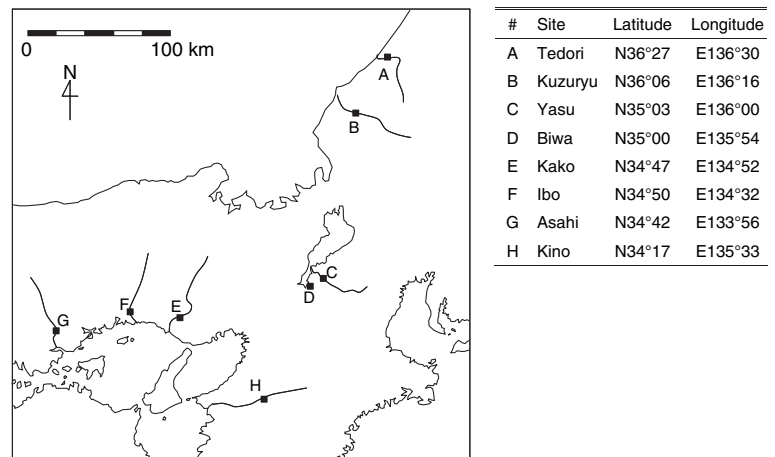 0 100 km
N
A
B
C
D
E
F
G
H
# Site Latitude Longitude
A Tedori N36°27 E136°30
B Kuzuryu N36°06 E136°16
C Yasu N35°03 E136°00
D Biwa N35°00 E135°54
E Kako N34°47 E134°52
F Ibo N34°50 E134°32
G Asahi N34°42 E133°56
H Kino N34°17 E135°33